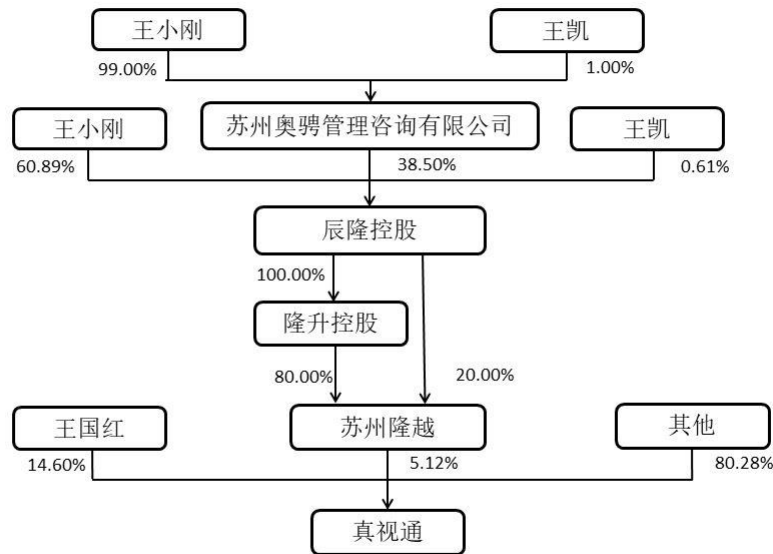 王小刚
王凯
99.00%
1.00%
王小刚
苏州奥骋管理咨询有限公司
王凯
60.89%
38.50%
0.61%
辰隆控股
100.00%
隆升控股
80.00%
20.00%
王国红
苏州隆越
其他
14.60%
5.12%
80.28%
真视通